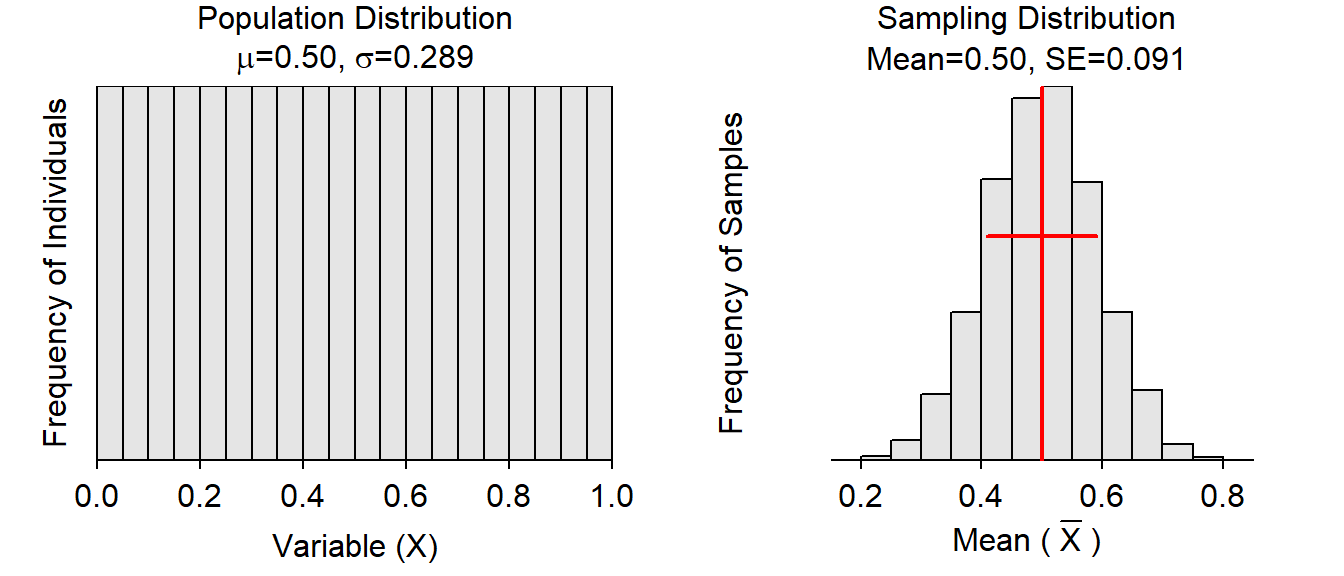 Population Distribution
μ=0.50, σ=0.289
Frequency of Individuals
0.0 0.2 0.4 0.6 0.8 1.0
Variable (X)
Sampling Distribution
Mean=0.50, SE=0.091
Frequency of Samples
0.2 0.4 0.6 0.8
Mean ( X̅ )